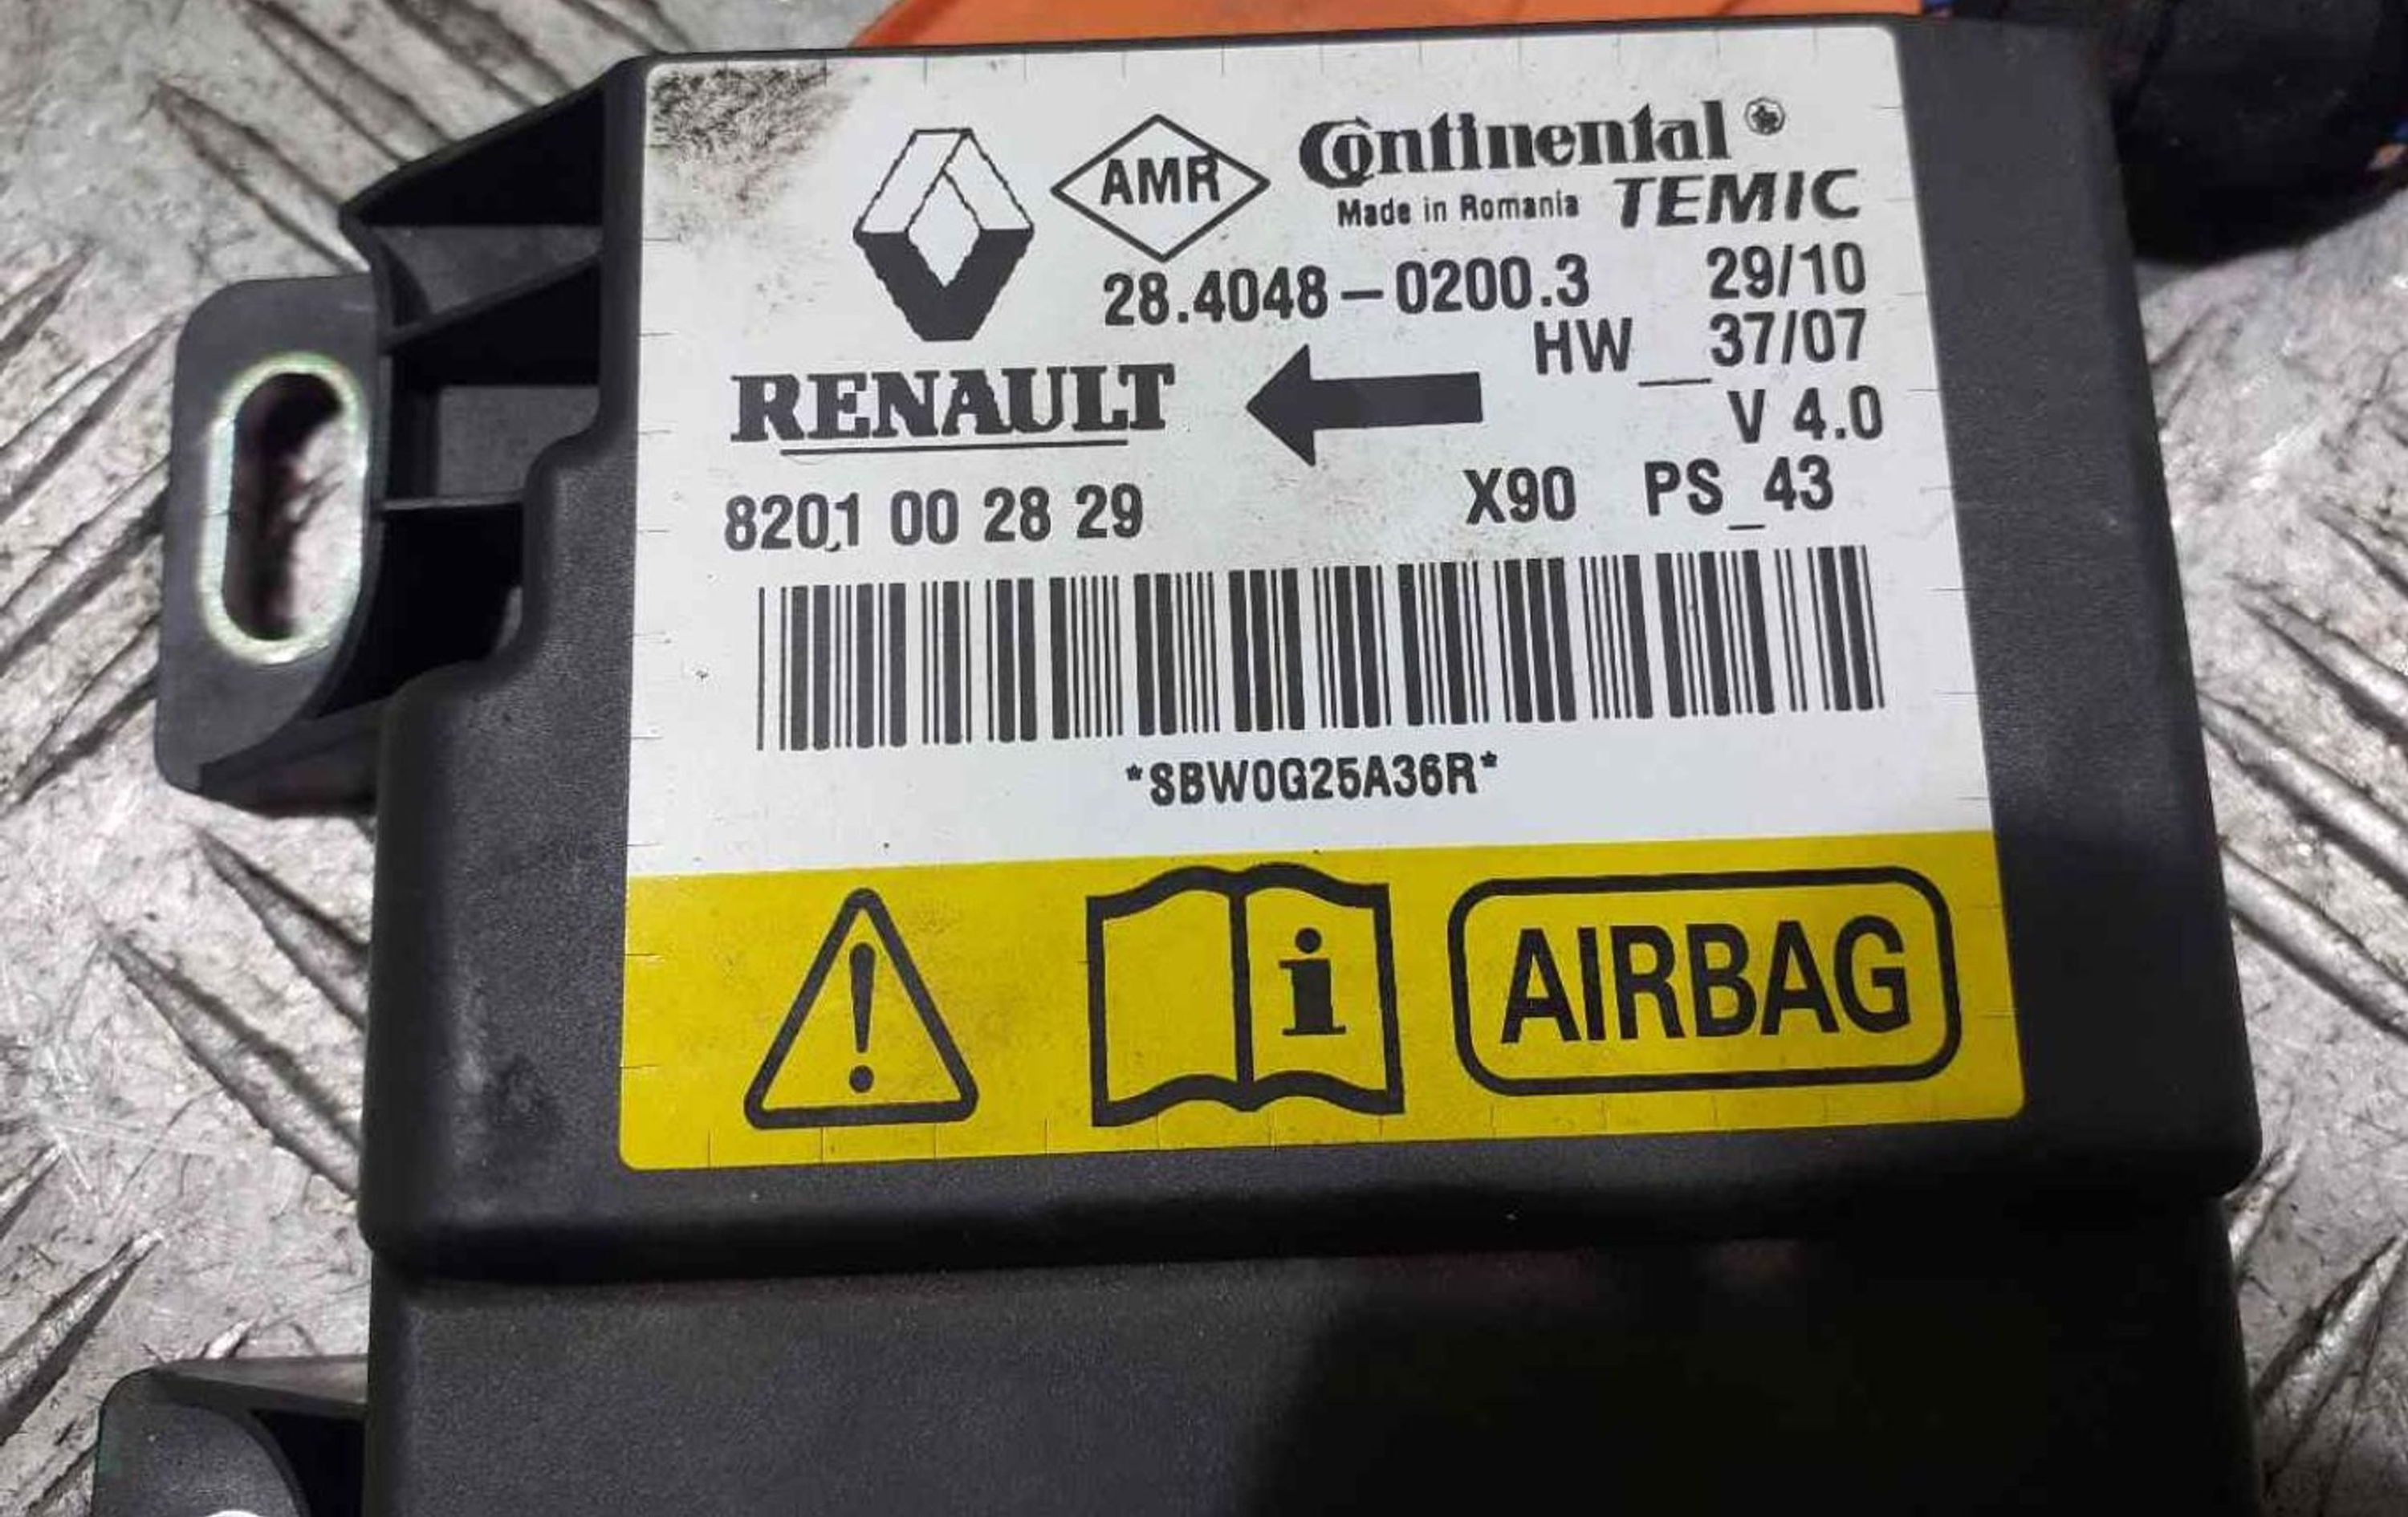 AMR
Continental
Made in Romania TEMIC
28.4048-0200.3 29/10
HW__37/07
RENAULT
V 4.0
8201 00 28 29 X90 PS_43
*SBW0G25A36R*
! i AIRBAG